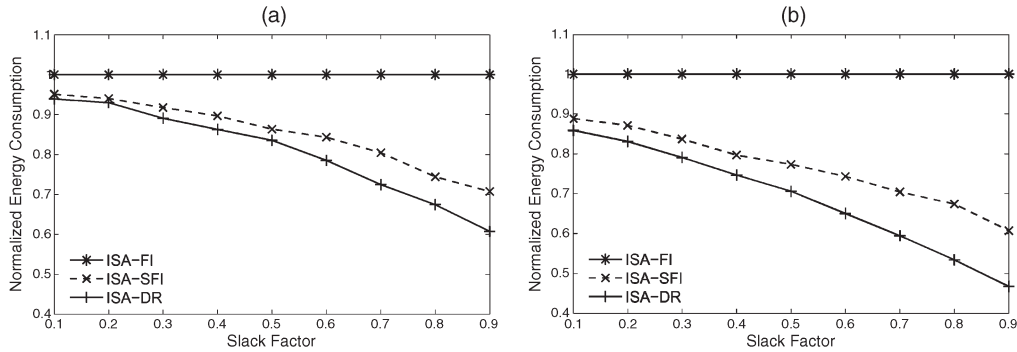 (a)
Normalized Energy Consumption
1.1
1
0.9
0.8
0.7
0.6
0.5
0.4
ISA-FI
ISA-SFI
ISA-DR
0.1 0.2 0.3 0.4 0.5 0.6 0.7 0.8 0.9
Slack Factor
(b)
Normalized Energy Consumption
1.1
1
0.9
0.8
0.7
0.6
0.5
0.4
ISA-FI
ISA-SFI
ISA-DR
0.1 0.2 0.3 0.4 0.5 0.6 0.7 0.8 0.9
Slack Factor